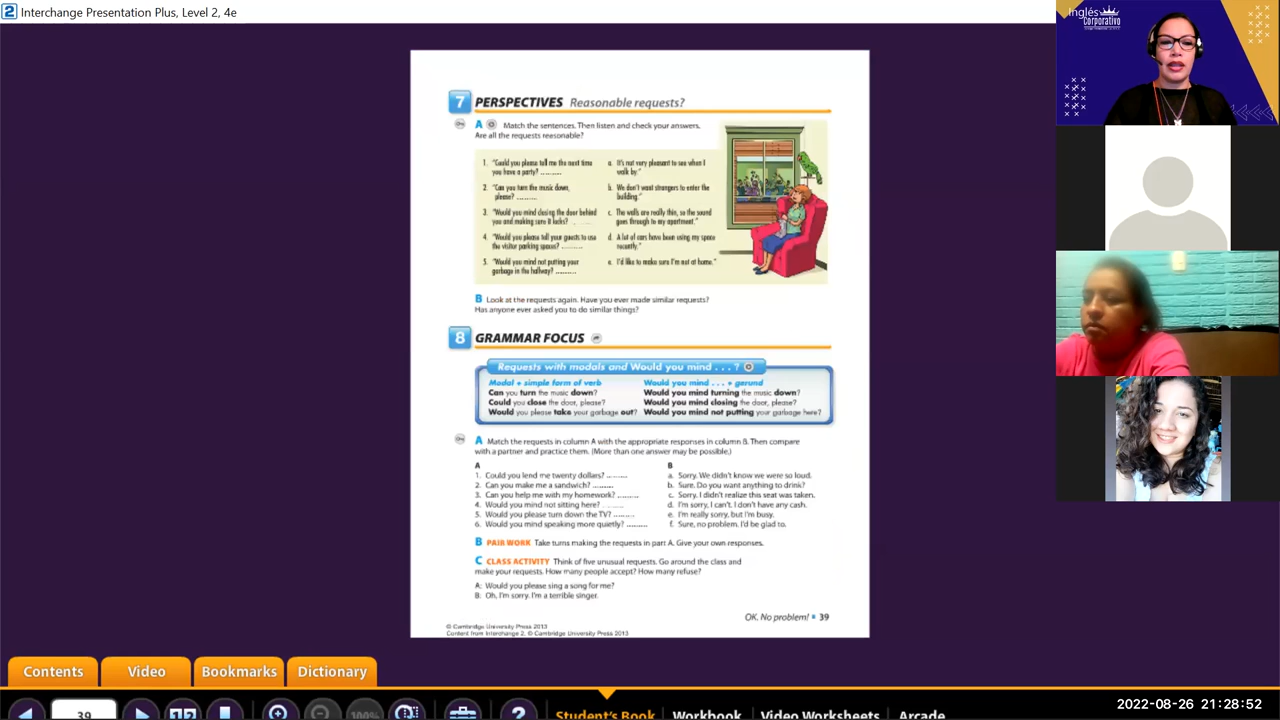 Interchange Presentation Plus, Level 2, 4e
Inglés
Corporativo
7 PERSPECTIVES Reasonable requests?
A Match the sentences. Then listen and check your answers.
Are all the requests reasonable?
1. "Could you please tell me the next time
you have a party? ..........
2. "Can you turn the music down,
please? ..........
3. "Would you mind closing the door behind
you and making sure it locks?
4. "Would you please tell your guests to use
the visitor parking spaces? ..........
5. "Would you mind not putting your
garbage in the hallway? ..........
a. It's not very pleasant to see when I
walk by."
b. We don't want strangers to enter the
building."
c. The walls are really thin, so the sound
goes through to my apartment."
d. A lot of cars have been using my space
recently."
e. I'd like to make sure I'm not at home."
B Look at the requests again. Have you ever made similar requests?
Has anyone ever asked you to do similar things?
8 GRAMMAR FOCUS
Requests with modals and Would you mind . . . ?
Modal + simple form of verb
Can you turn the music down?
Could you close the door, please?
Would you please take your garbage out?
Would you mind . . . + gerund
Would you mind turning the music down?
Would you mind closing the door, please?
Would you mind not putting your garbage here?
A Match the requests in column A with the appropriate responses in column B. Then compare
with a partner and practice them. (More than one answer may be possible.)
A
1. Could you lend me twenty dollars? ..........
2. Can you make me a sandwich? ..........
3. Can you help me with my homework? ..........
4. Would you mind not sitting here?
5. Would you please turn down the TV? ..........
6. Would you mind speaking more quietly? ..........
B
a. Sorry. We didn't know we were so loud.
b. Sure. Do you want anything to drink?
c. Sorry. I didn't realize this seat was taken.
d. I'm sorry, I can't. I don't have any cash.
e. I'm really sorry, but I'm busy.
f. Sure, no problem. I'd be glad to.
B PAIR WORK Take turns making the requests in part A. Give your own responses.
C CLASS ACTIVITY Think of five unusual requests. Go around the class and
make your requests. How many people accept? How many refuse?
A: Would you please sing a song for me?
B: Oh, I'm sorry. I'm a terrible singer.
OK. No problem! 39
© Cambridge University Press 2013
Content from Interchange 2, © Cambridge University Press 2013
Contents Video Bookmarks Dictionary
39 100% ?
Student's Book Workbook Video Worksheets Arcade
2022-08-26 21:28:52